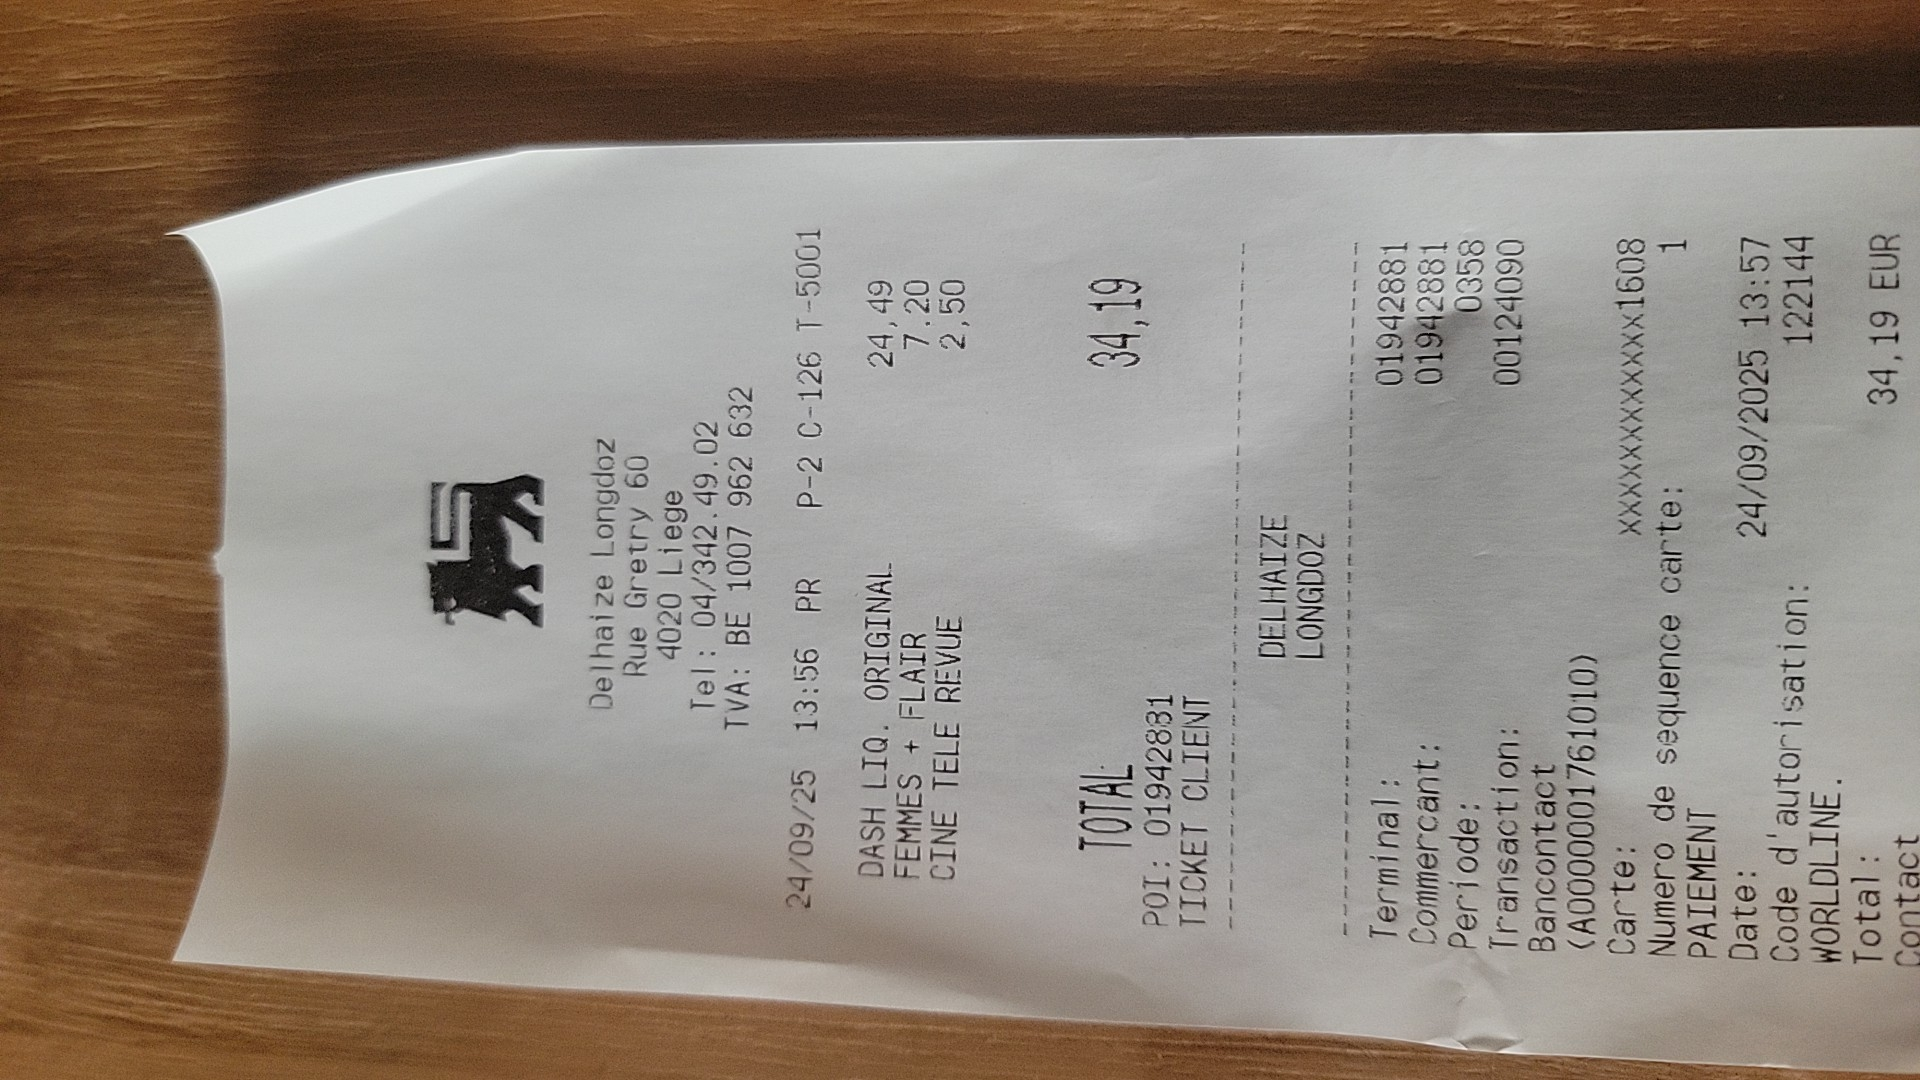 Delhaize Longdoz
Rue Gretry 60
4020 Liege
Tel: 04/342.49.02
TVA: BE 1007 962 632
24/09/25 13:56 PR P-2 C-126 T-5001
DASH LIQ. ORIGINAL 24,49
FEMMES + FLAIR 7.20
CINE TELE REVUE 2,50
TOTAL 34,19
POI: 01942881
TICKET CLIENT
DELHAIZE
LONGDOZ
Terminal: 01942881
Commercant: 01942881
Periode: 0358
Transaction: 00124090
Bancontact
(A0000001761010)
Carte: xxxxxxxxxxxxx1608
Numero de sequence carte: 1
PAIEMENT
Date: 24/09/2025 13:57
Code d'autorisation: 122144
WORLDLINE.
Total: 34,19 EUR
Contact